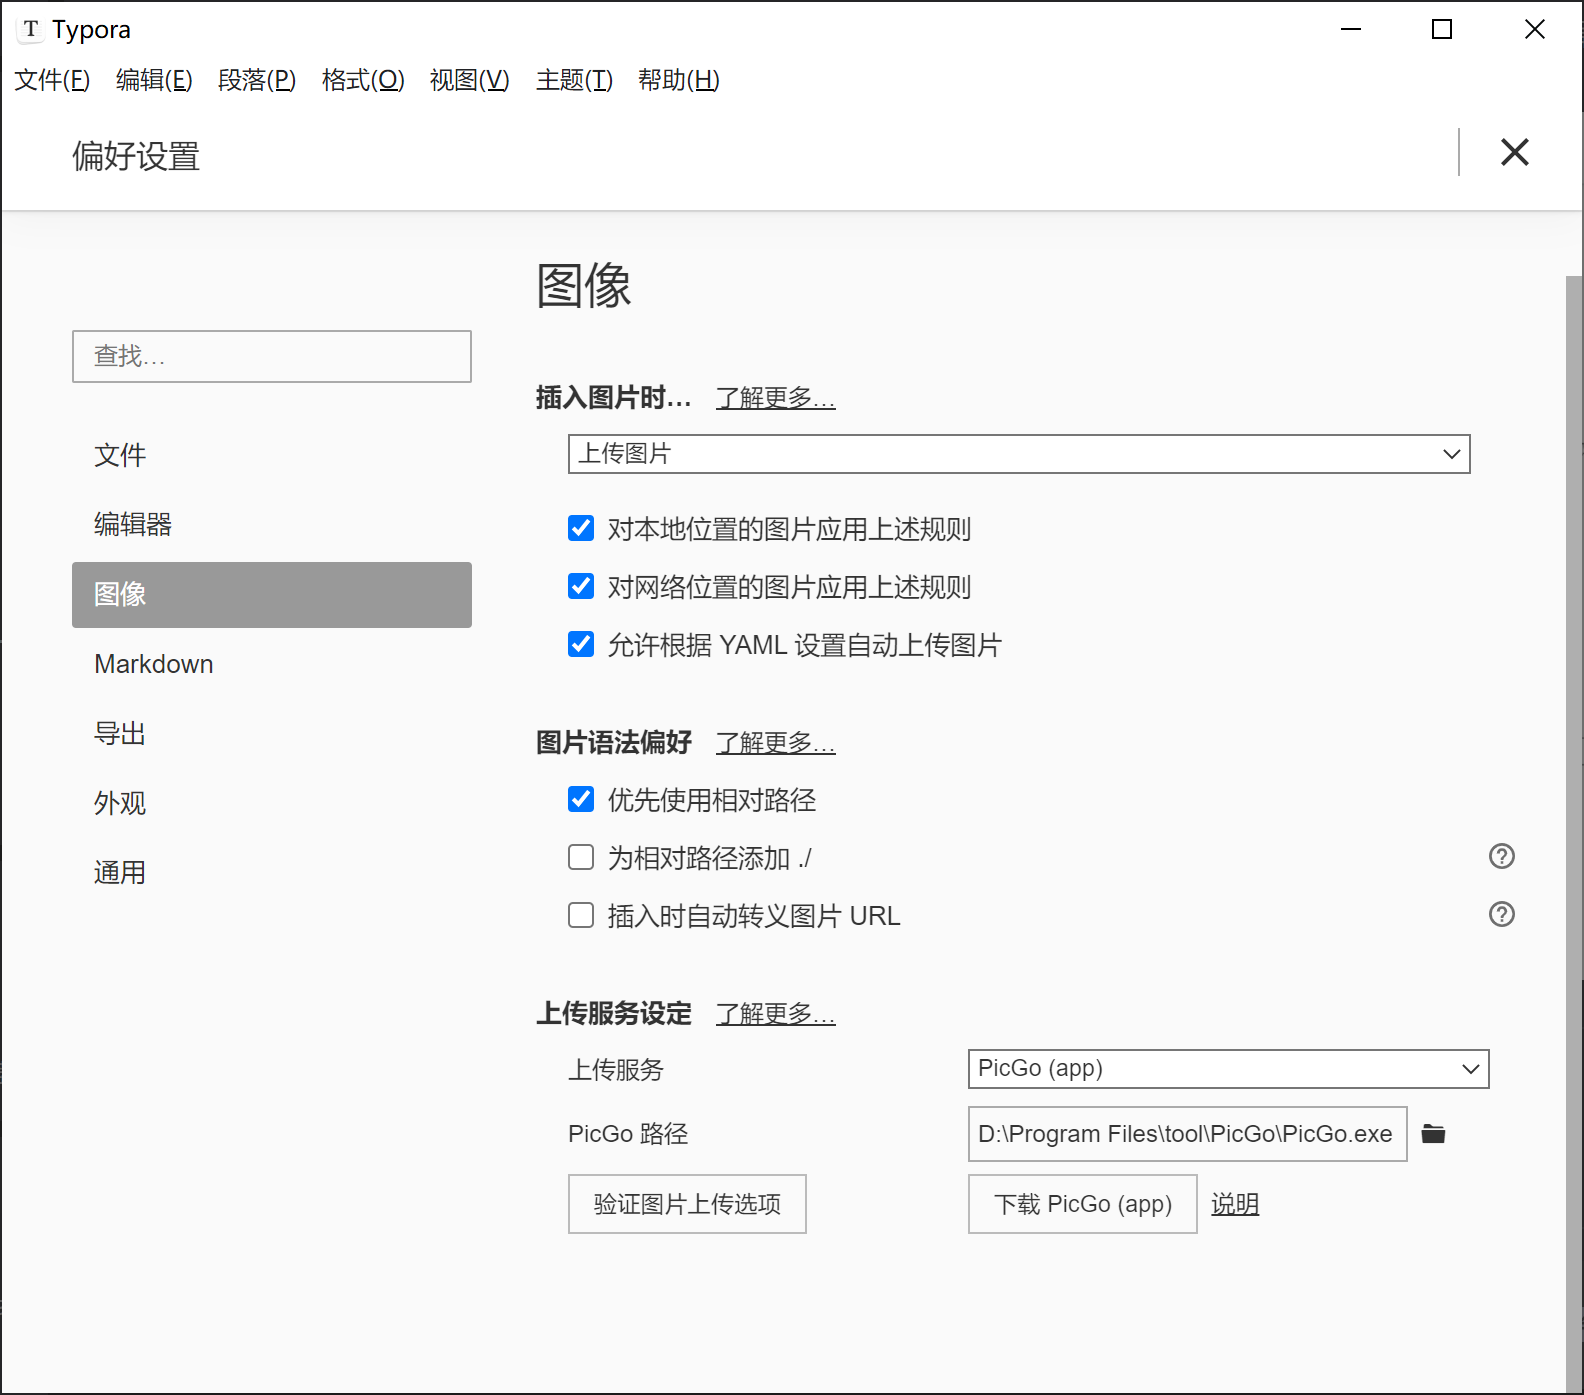 T Typora
文件(F) 编辑(E) 段落(P) 格式(O) 视图(V) 主题(T) 帮助(H)
偏好设置
查找...
文件
编辑器
图像
Markdown
导出
外观
通用
图像
插入图片时... 了解更多...
上传图片
对本地位置的图片应用上述规则
对网络位置的图片应用上述规则
允许根据 YAML 设置自动上传图片
图片语法偏好 了解更多...
优先使用相对路径
为相对路径添加 ./ ?
插入时自动转义图片 URL ?
上传服务设定 了解更多...
上传服务 PicGo (app)
PicGo 路径 D:\Program Files\tool\PicGo\PicGo.exe
验证图片上传选项 下载 PicGo (app) 说明